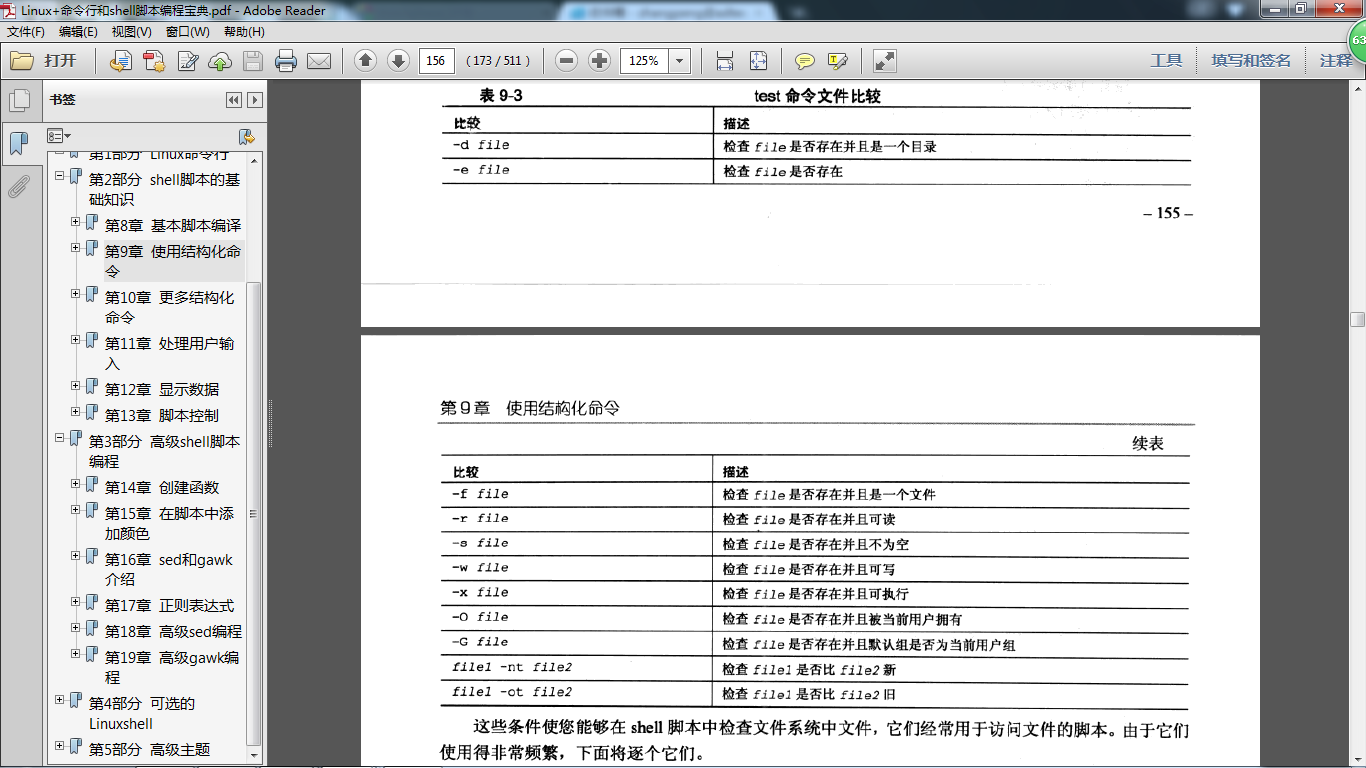 Linux+命令行和shell脚本编程宝典.pdf - Adobe Reader
文件(F) 编辑(E) 视图(V) 窗口(W) 帮助(H)
打开 156 (173 / 511) 125% 工具 填写和签名 注释
63
书签
第1部分 Linux命令行
第2部分 shell脚本的基
础知识
第8章 基本脚本编译
第9章 使用结构化命
令
第10章 更多结构化
命令
第11章 处理用户输
入
第12章 显示数据
第13章 脚本控制
第3部分 高级shell脚本
编程
第14章 创建函数
第15章 在脚本中添
加颜色
第16章 sed和gawk
介绍
第17章 正则表达式
第18章 高级sed编程
第19章 高级gawk编
程
第4部分 可选的
Linuxshell
第5部分 高级主题
表 9-3 test 命令文件比较
比较 描述
-d file 检查 file 是否存在并且是一个目录
-e file 检查 file 是否存在
– 155 –
第9章 使用结构化命令
续表
比较 描述
-f file 检查 file 是否存在并且是一个文件
-r file 检查 file 是否存在并且可读
-s file 检查 file 是否存在并且不为空
-w file 检查 file 是否存在并且可写
-x file 检查 file 是否存在并且可执行
-O file 检查 file 是否存在并且被当前用户拥有
-G file 检查 file 是否存在并且默认组是否为当前用户组
file1 -nt file2 检查 file1 是否比 file2 新
file1 -ot file2 检查 file1 是否比 file2 旧
这些条件使您能够在 shell 脚本中检查文件系统中文件，它们经常用于访问文件的脚本。由于它们
使用得非常频繁，下面将逐个它们。